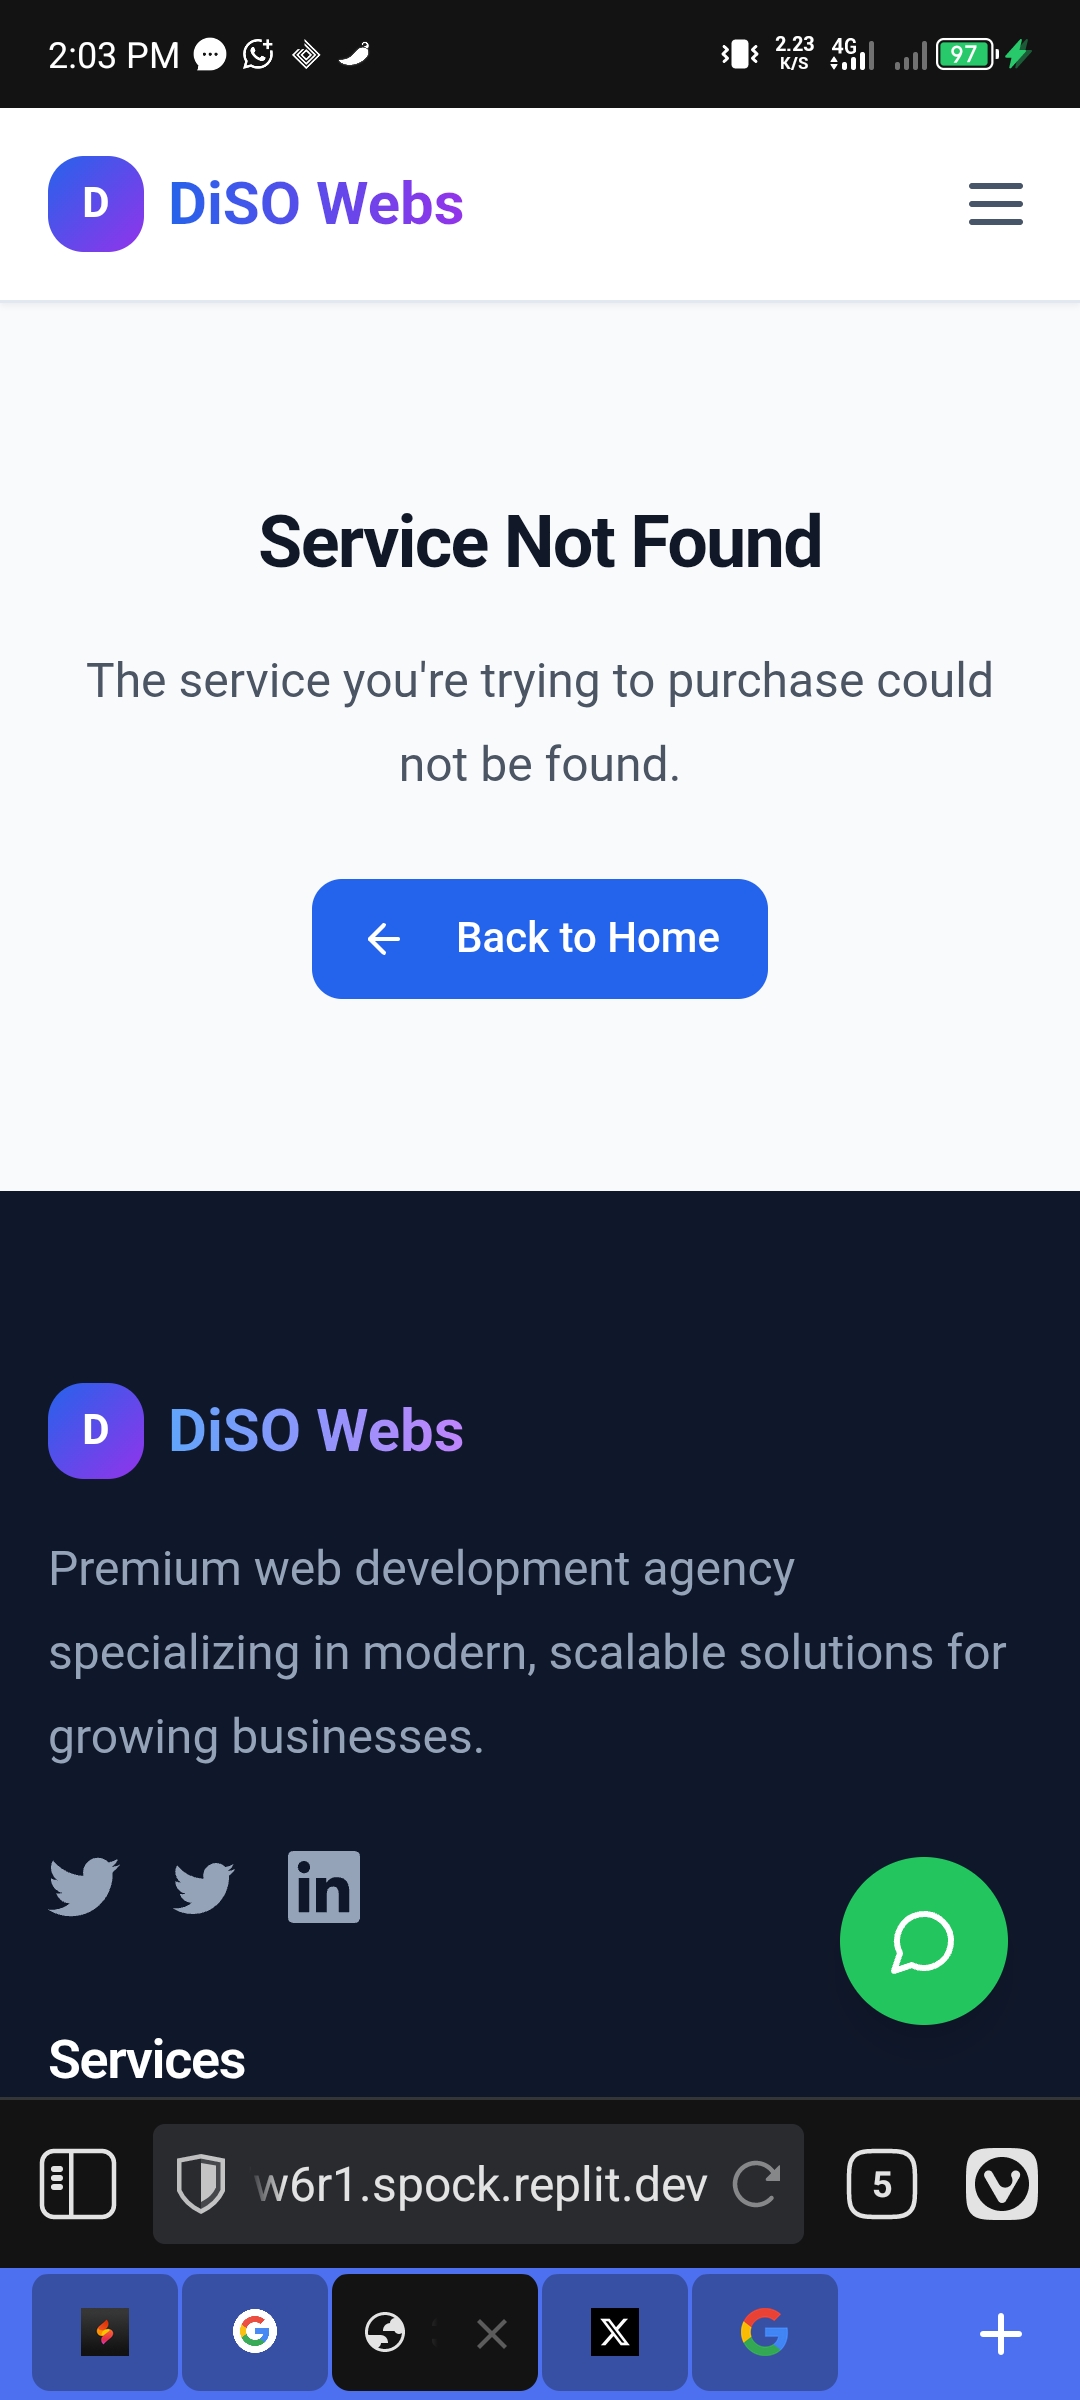 2:03 PM
2.23
K/S
4G
97
D
DiSO Webs
Service Not Found
The service you're trying to purchase could
not be found.
Back to Home
D
DiSO Webs
Premium web development agency
specializing in modern, scalable solutions for
growing businesses.
in
Services
w6r1.spock.replit.dev
5